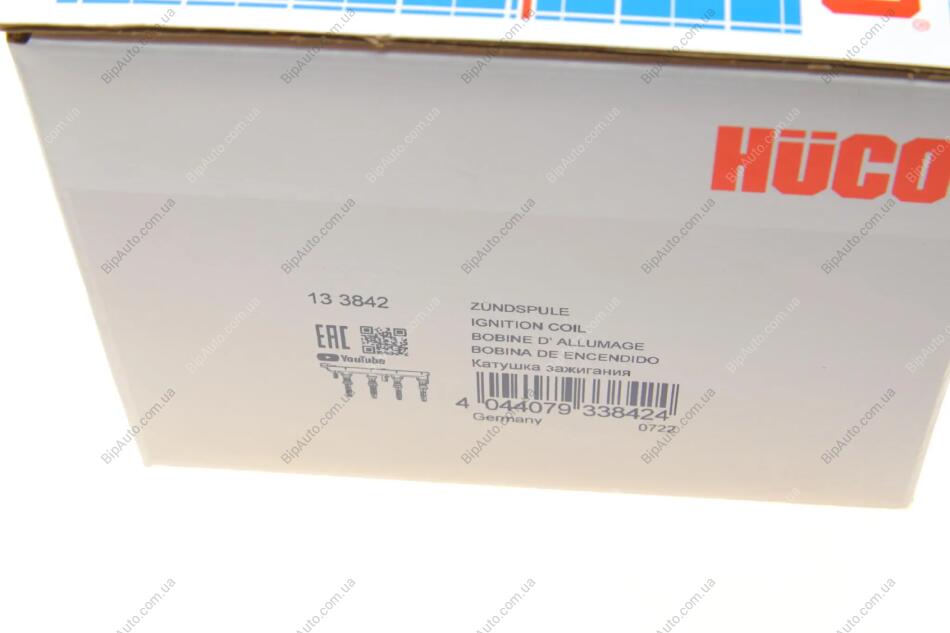 HÜCO
13 3842
EAC
YouTube
ZÜNDSPULE
IGNITION COIL
BOBINE D' ALLUMAGE
BOBINA DE ENCENDIDO
Катушка зажигания
4 044079 338424
Germany
0722
BipAuto.com.ua